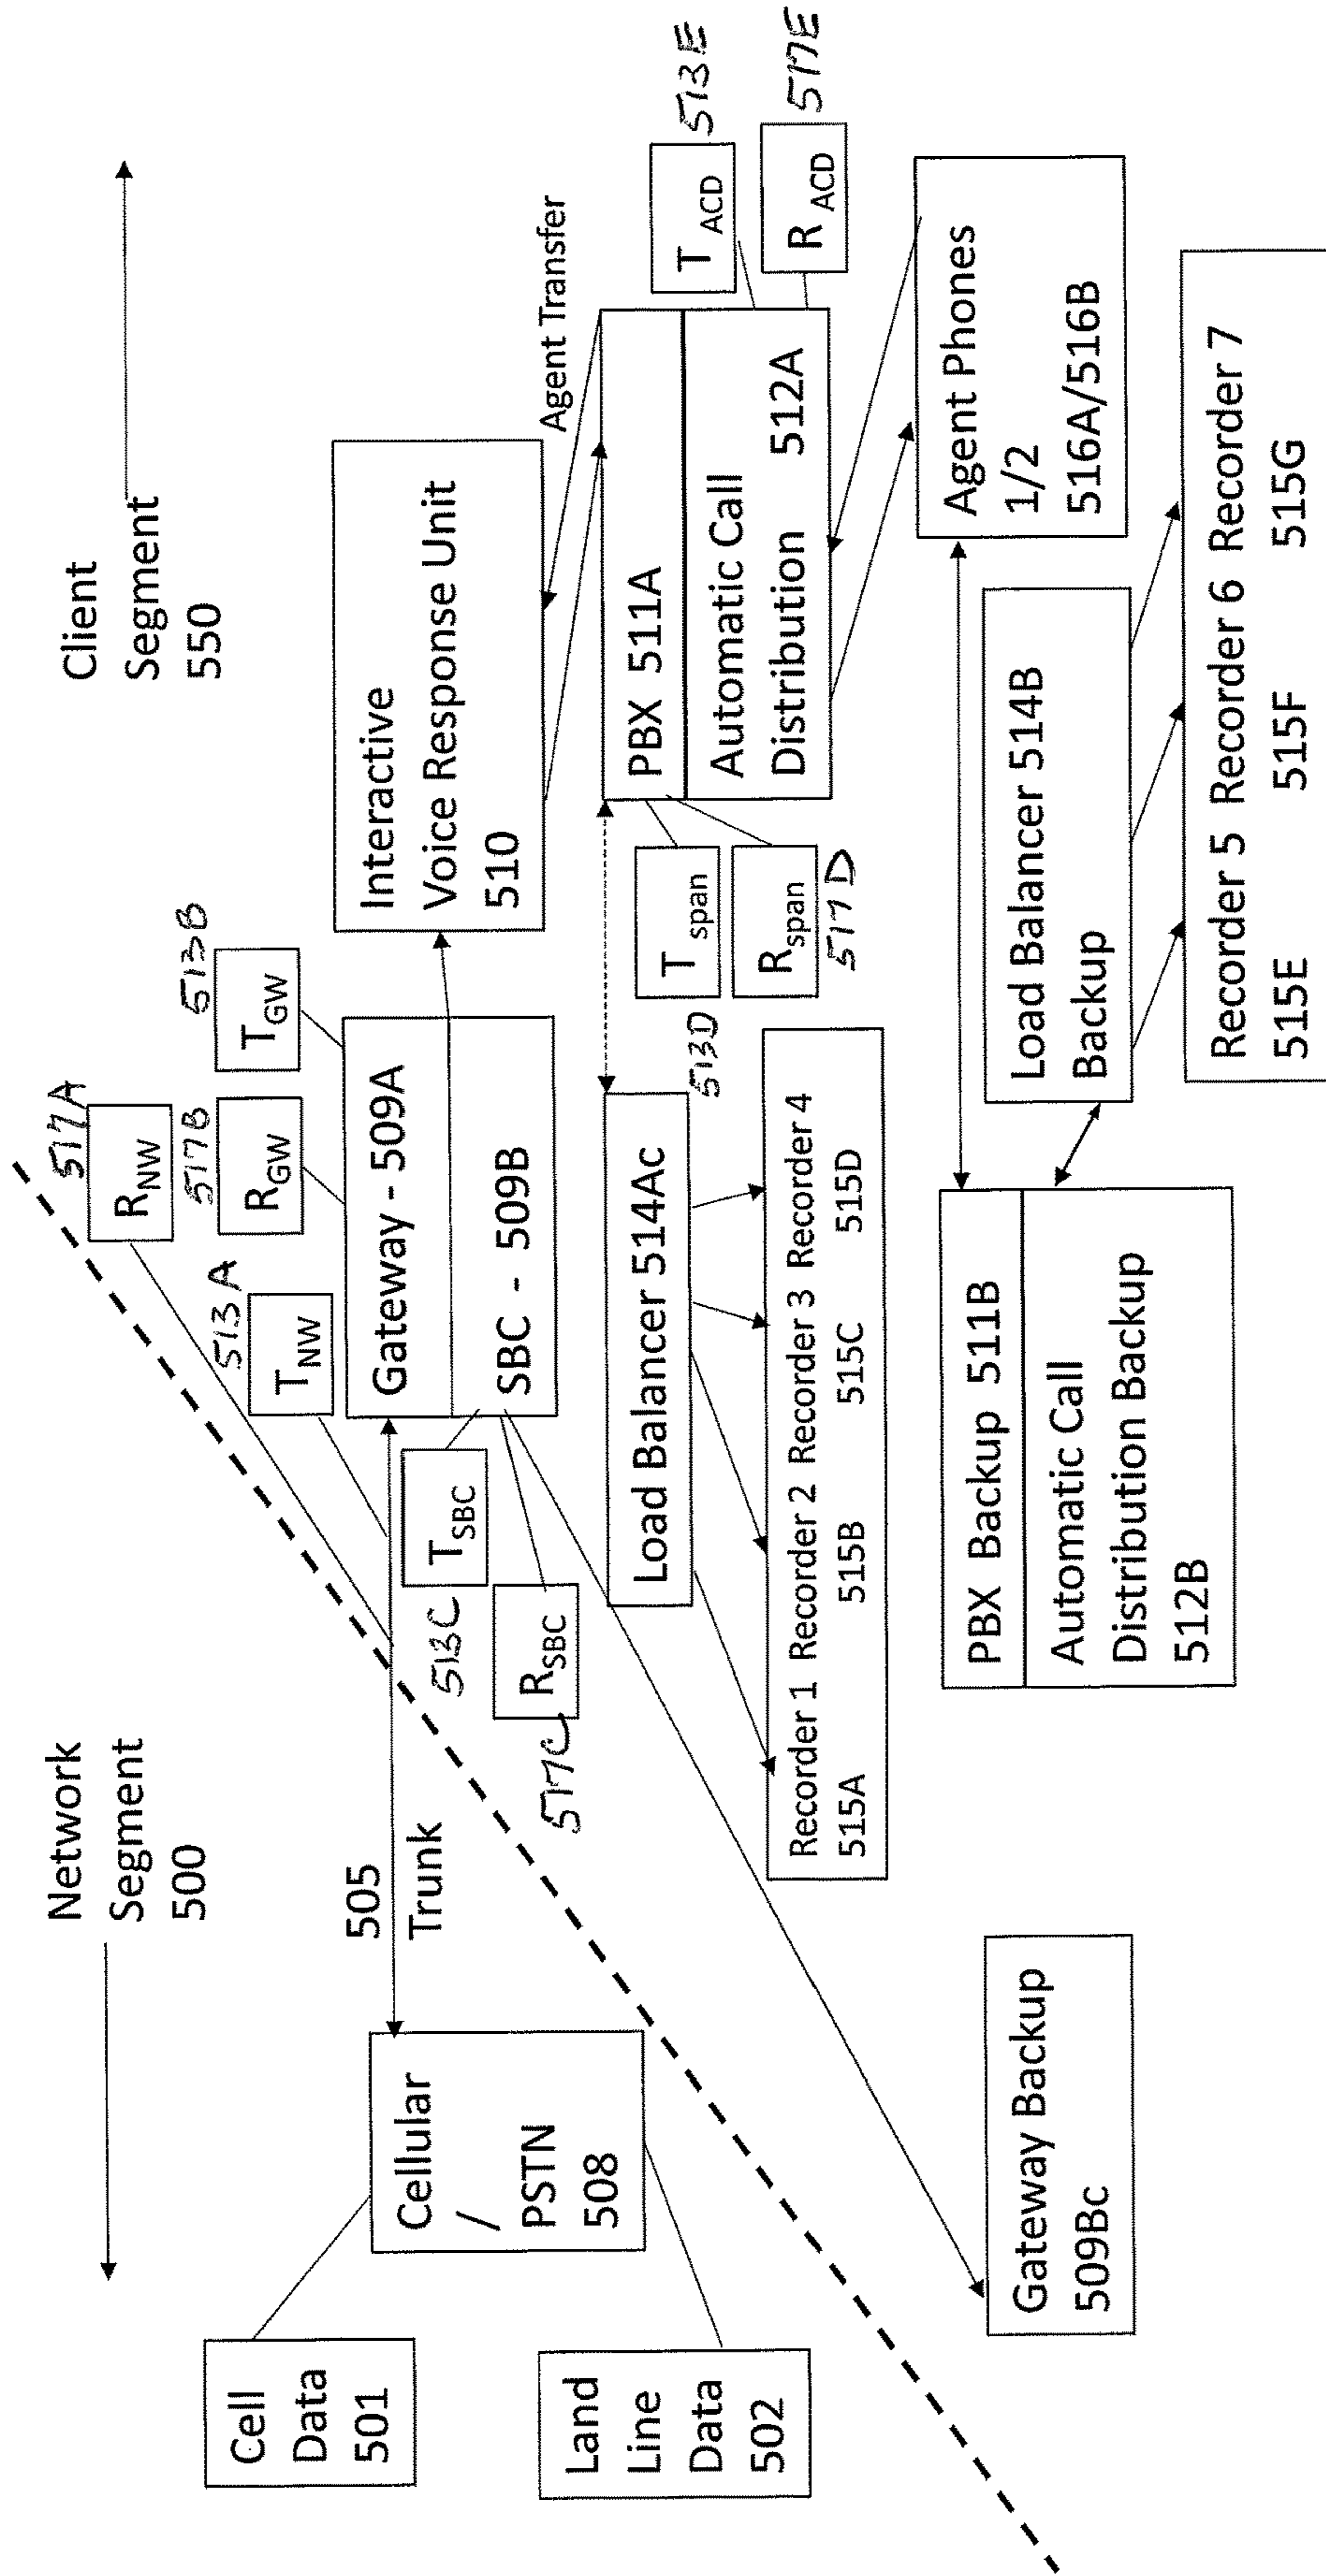 Network
Segment
500
Client
Segment
550
Cell
Data
501
Land
Line
Data
502
Cellular
/
PSTN
508
505
Trunk
517A
R NW
513A
T NW
517B
R GW
513B
T GW
Gateway - 509A
SBC - 509B
513C
T SBC
517C
R SBC
Interactive
Voice Response Unit
510
Agent Transfer
PBX 511A
Automatic Call
Distribution 512A
T ACD
513E
R ACD
517E
T span
513D
R span
517D
Load Balancer 514Ac
Recorder 1 Recorder 2 Recorder 3 Recorder 4
515A 515B 515C 515D
Agent Phones
1/2
516A/516B
Gateway Backup
509Bc
PBX Backup 511B
Automatic Call
Distribution Backup
512B
Load Balancer 514B
Backup
Recorder 5 Recorder 6 Recorder 7
515E 515F 515G